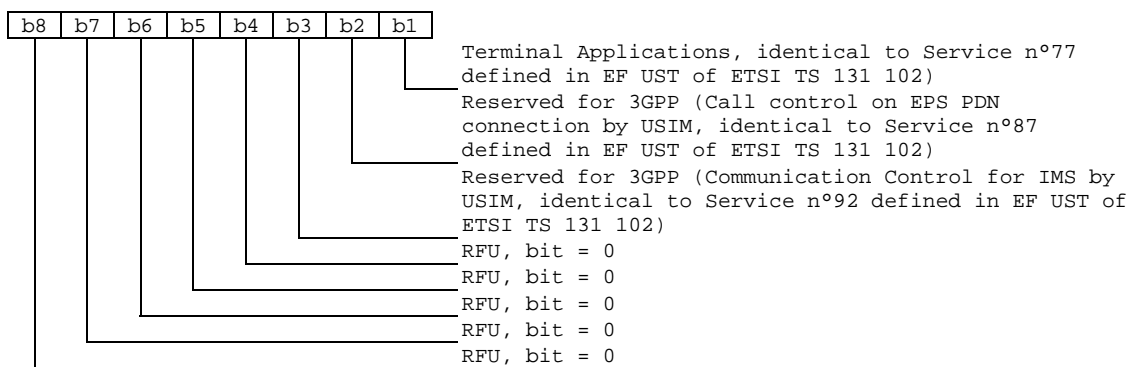 b8 b7 b6 b5 b4 b3 b2 b1
Terminal Applications, identical to Service nº77
defined in EF UST of ETSI TS 131 102)
Reserved for 3GPP (Call control on EPS PDN
connection by USIM, identical to Service nº87
defined in EF UST of ETSI TS 131 102)
Reserved for 3GPP (Communication Control for IMS by
USIM, identical to Service nº92 defined in EF UST of
ETSI TS 131 102)
RFU, bit = 0
RFU, bit = 0
RFU, bit = 0
RFU, bit = 0
RFU, bit = 0